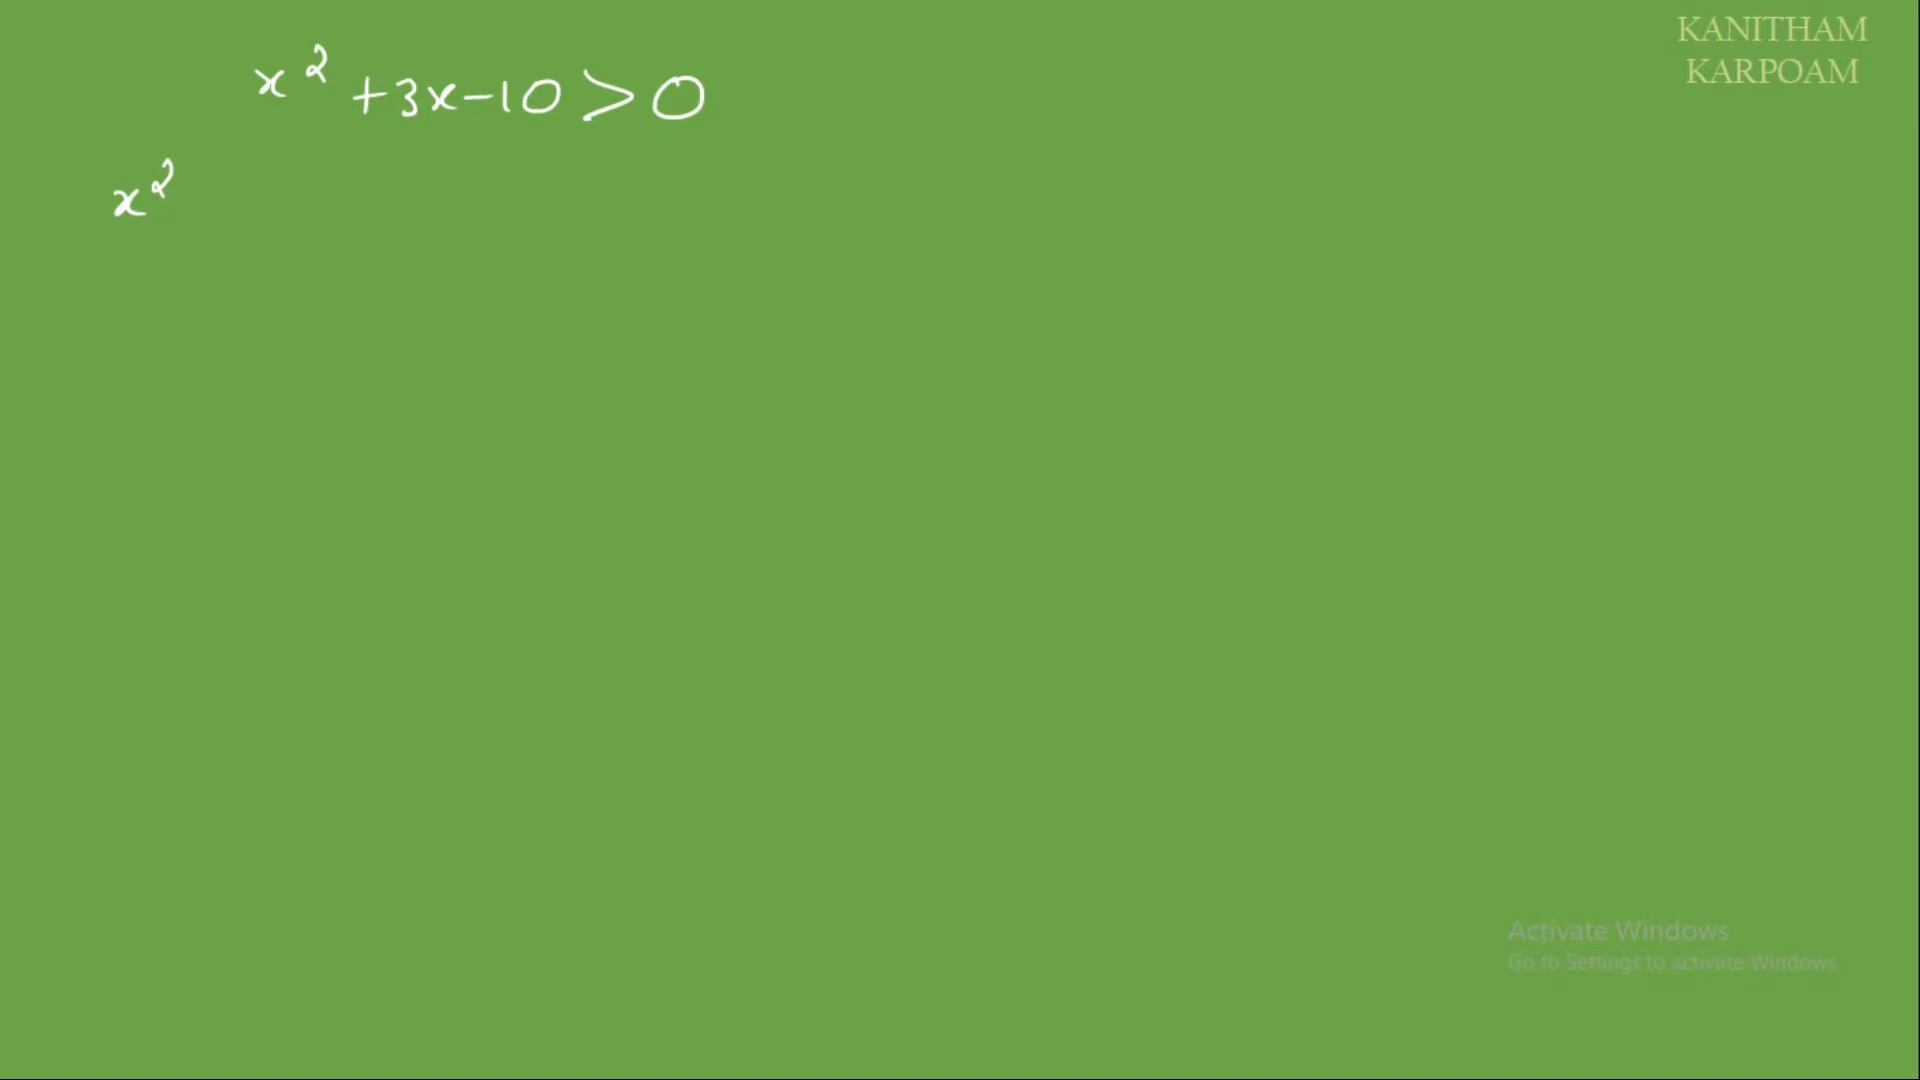 KANITHAM
KARPOAM
x² +3x-10>0
x²
Activate Windows
Go to Settings to activate Windows.